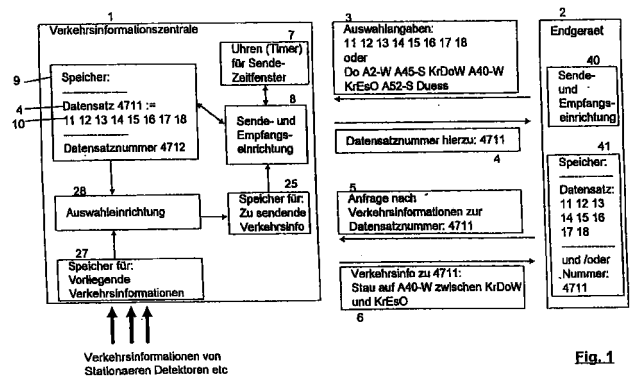 1
Verkehrsinformationszentrale
9
Speicher:
4
Datensatz 4711 :=
10
11 12 13 14 15 16 17 18
Datensatznummer 4712
7
Uhren (Timer)
für Sende-
Zeitfenster
8
Sende- und
Empfangs-
einrichtung
28
Auswahleinrichtung
25
Speicher für:
Zu sendende
Verkehrsinfo
27
Speicher für:
Vorliegende
Verkehrsinformationen
Verkehrsinformationen von
Stationaeren Detektoren etc
3
Auswahlangaben:
11 12 13 14 15 16 17 18
oder
Do A2-W A45-S KrDoW A40-W
KrEsO A52-S Duess
Datensatznummer hierzu: 4711
4
5
Anfrage nach
Verkehrsinformationen zur
Datensatznummer: 4711
Verkehrsinfo zu 4711:
Stau auf A40-W zwischen KrDoW
und KrEsO
6
2
Endgeraet
40
Sende-
und
Empfangs-
einrichtung
41
Speicher:
Datensatz:
11 12 13
14 15 16
17 18
und /oder
Nummer:
4711
Fig. 1